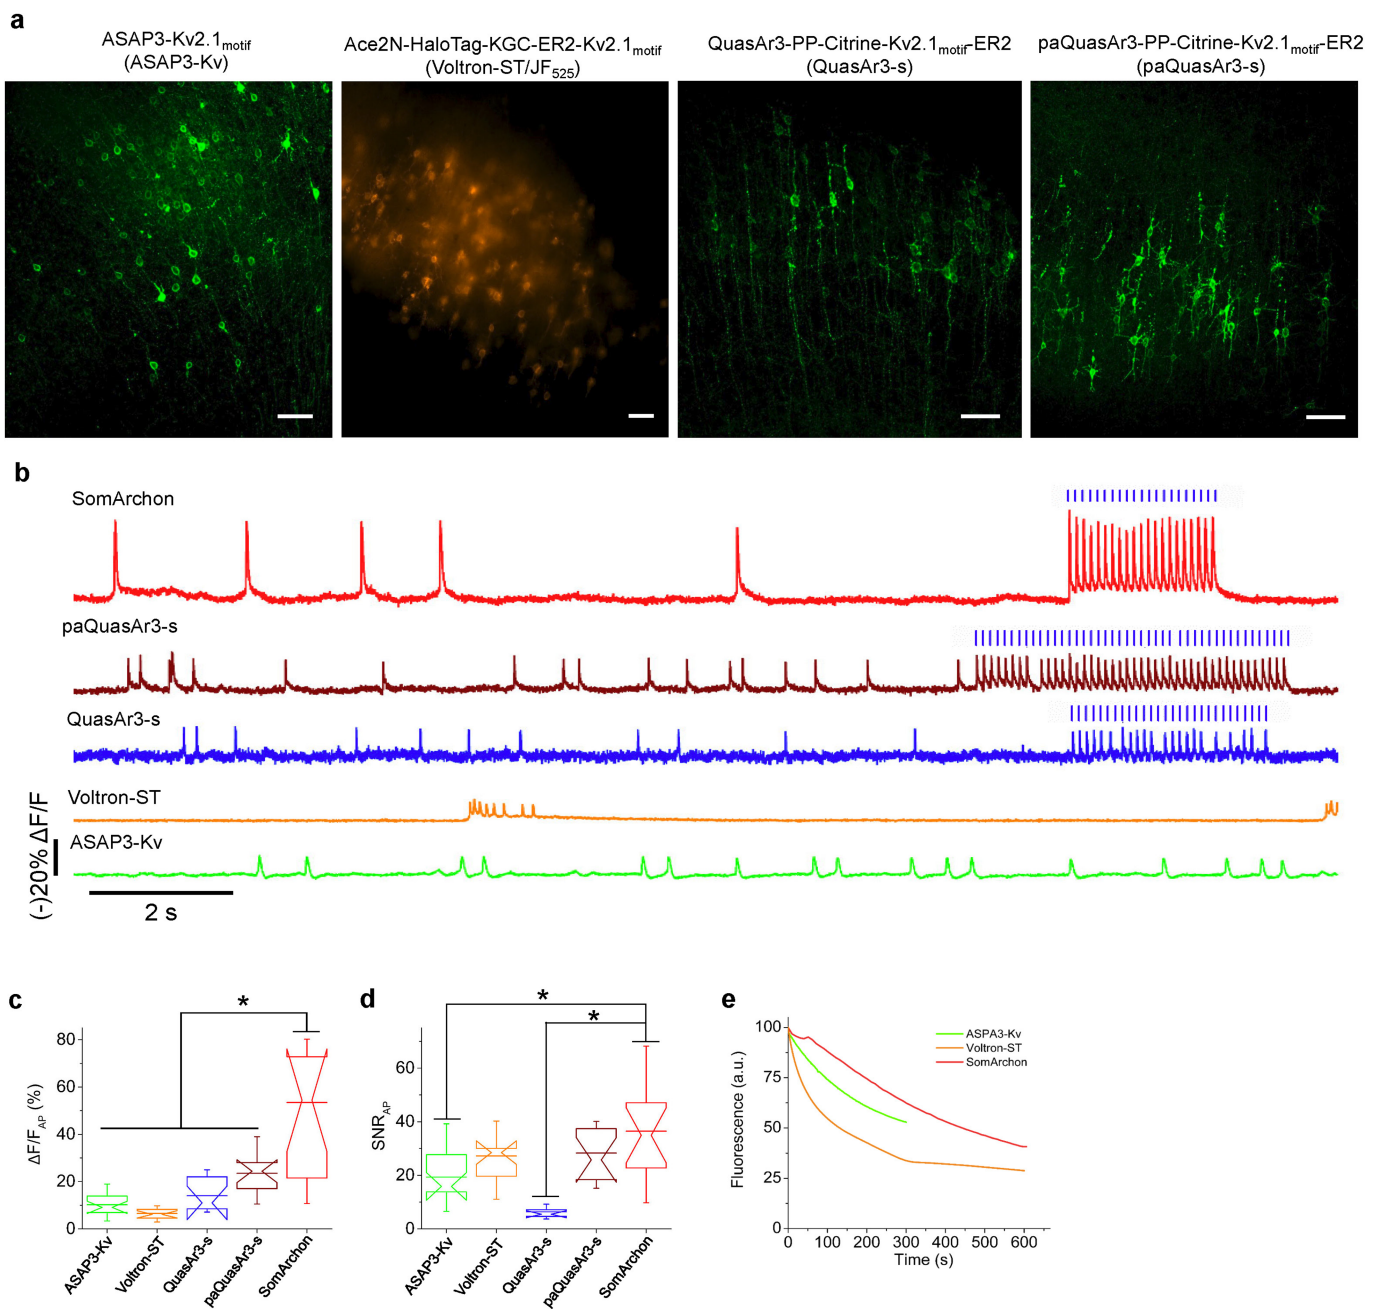 a
ASAP3-Kv2.1motif
(ASAP3-Kv)
Ace2N-HaloTag-KGC-ER2-Kv2.1motif
(Voltron-ST/JF525)
QuasAr3-PP-Citrine-Kv2.1motif-ER2
(QuasAr3-s)
paQuasAr3-PP-Citrine-Kv2.1motif-ER2
(paQuasAr3-s)
b
SomArchon
paQuasAr3-s
QuasAr3-s
Voltron-ST
ASAP3-Kv
(-)20% ΔF/F
2 s
c
*
ΔF/FAP (%)
80
60
40
20
0
ASAP3-Kv
Voltron-ST
QuasAr3-s
paQuasAr3-s
SomArchon
d
*
*
SNRAP
60
40
20
0
ASAP3-Kv
Voltron-ST
QuasAr3-s
paQuasAr3-s
SomArchon
e
Fluorescence (a.u.)
100
75
50
25
0
ASPA3-Kv
Voltron-ST
SomArchon
0 100 200 300 400 500 600
Time (s)